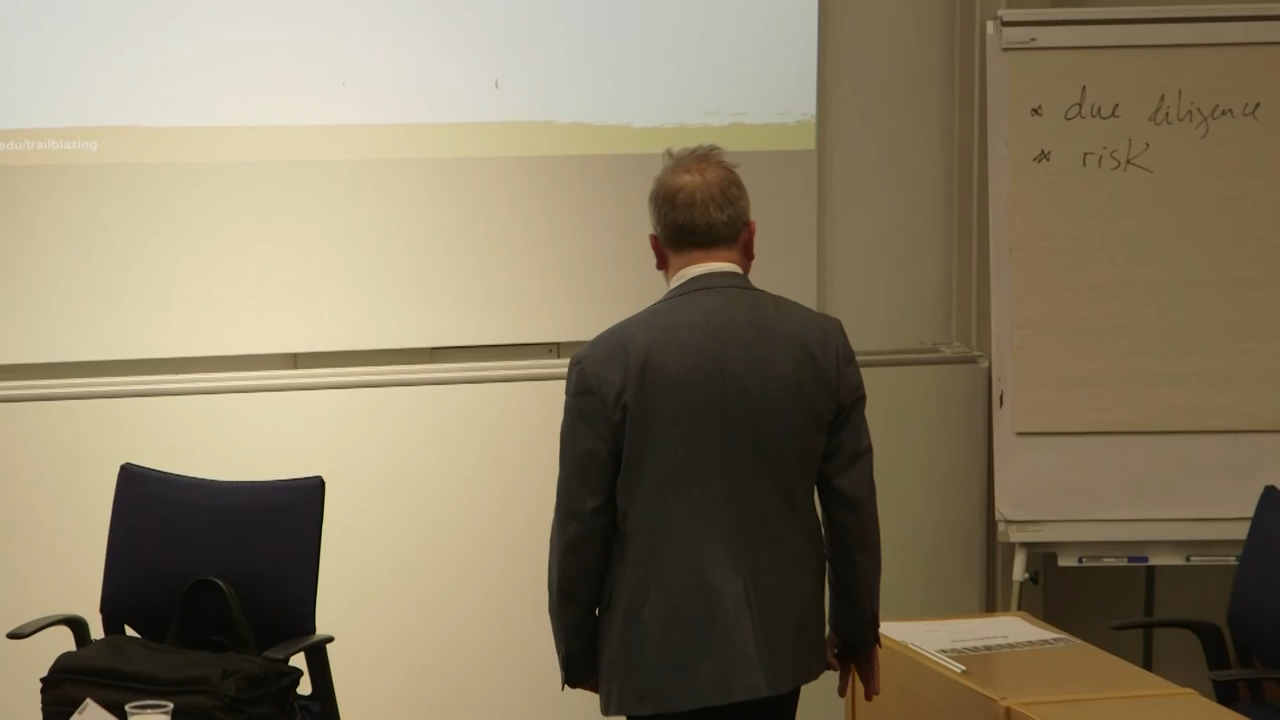 edu/trailblazing
* due diligence
* risk